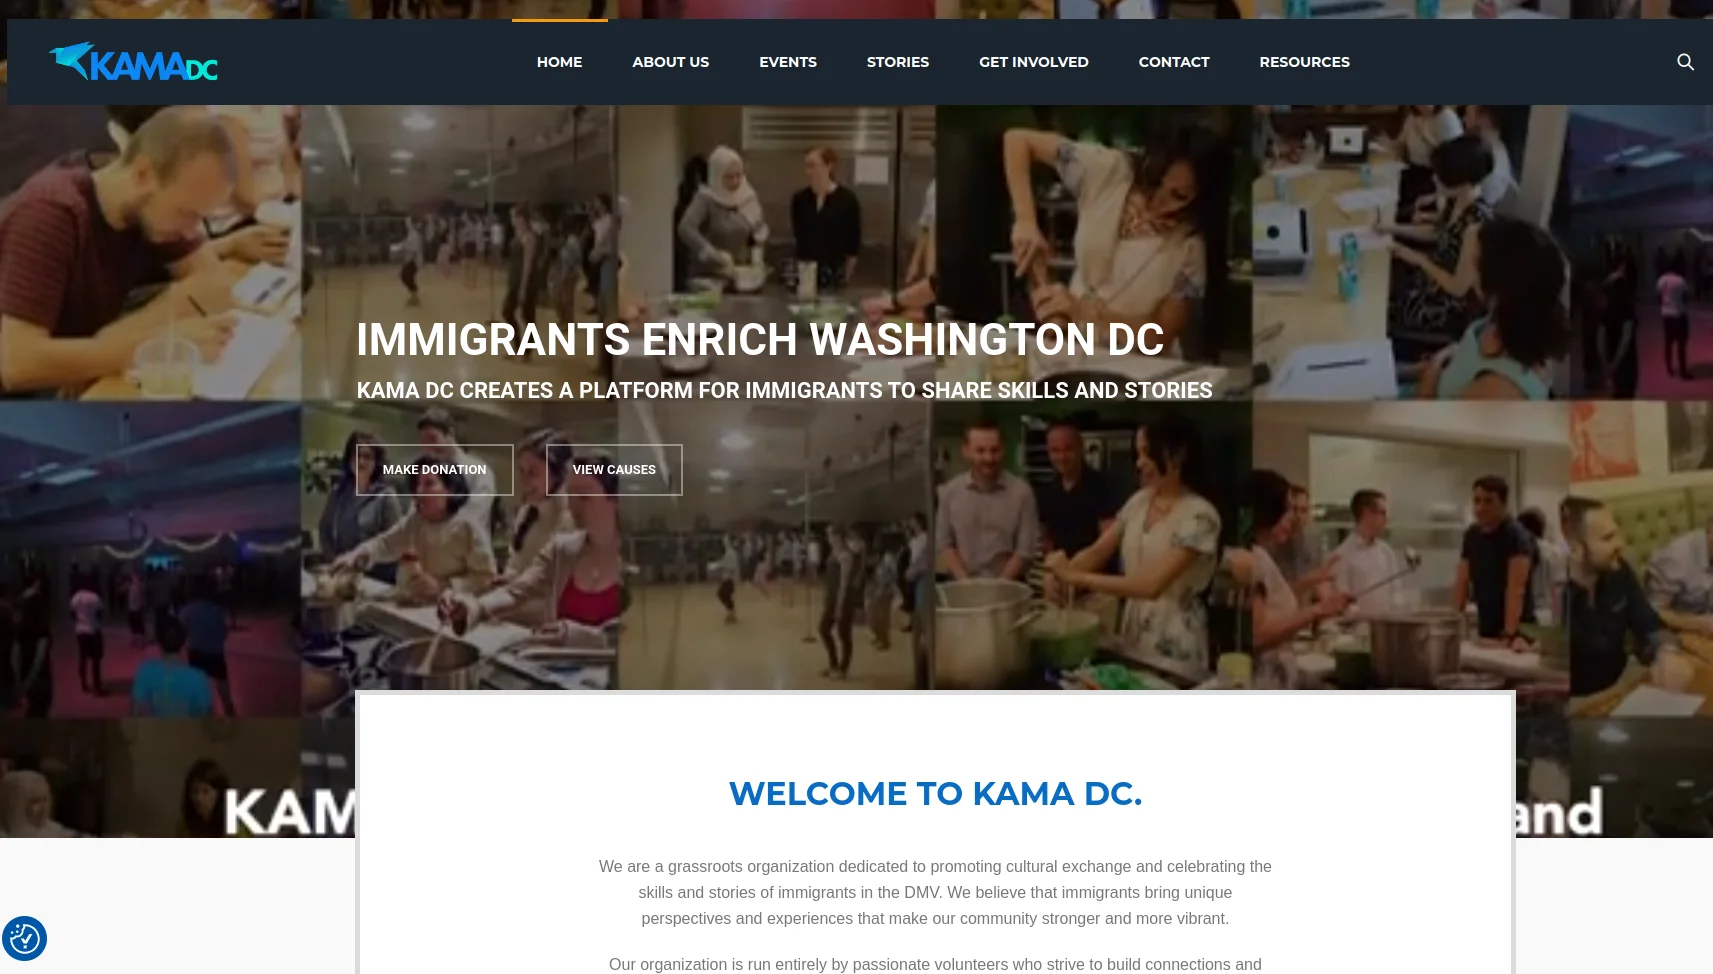 KAMADC
HOME
ABOUT US
EVENTS
STORIES
GET INVOLVED
CONTACT
RESOURCES
IMMIGRANTS ENRICH WASHINGTON DC
KAMA DC CREATES A PLATFORM FOR IMMIGRANTS TO SHARE SKILLS AND STORIES
MAKE DONATION
VIEW CAUSES
KAM
and
WELCOME TO KAMA DC.
We are a grassroots organization dedicated to promoting cultural exchange and celebrating the
skills and stories of immigrants in the DMV. We believe that immigrants bring unique
perspectives and experiences that make our community stronger and more vibrant.
Our organization is run entirely by passionate volunteers who strive to build connections and